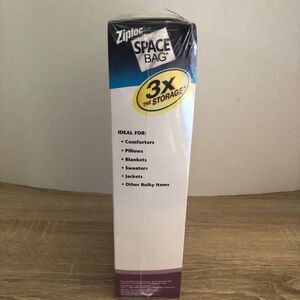 Ziploc
SPACE
BAG
3X
THE STORAGE
IDEAL FOR:
• Comforters
• Pillows
• Blankets
• Sweaters
• Jackets
• Other Bulky Items